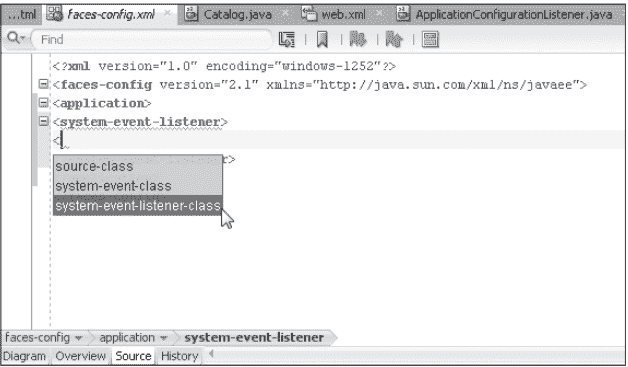 ...tml faces-config.xml Catalog.java web.xml ApplicationConfigurationListener.java
Find
<?xml version="1.0" encoding="windows-1252"?>
<faces-config version="2.1" xmlns="http://java.sun.com/xml/ns/javaee">
<application>
<system-event-listener>
<
r>
source-class
system-event-class
system-event-listener-class
faces-config application system-event-listener
Diagram Overview Source History